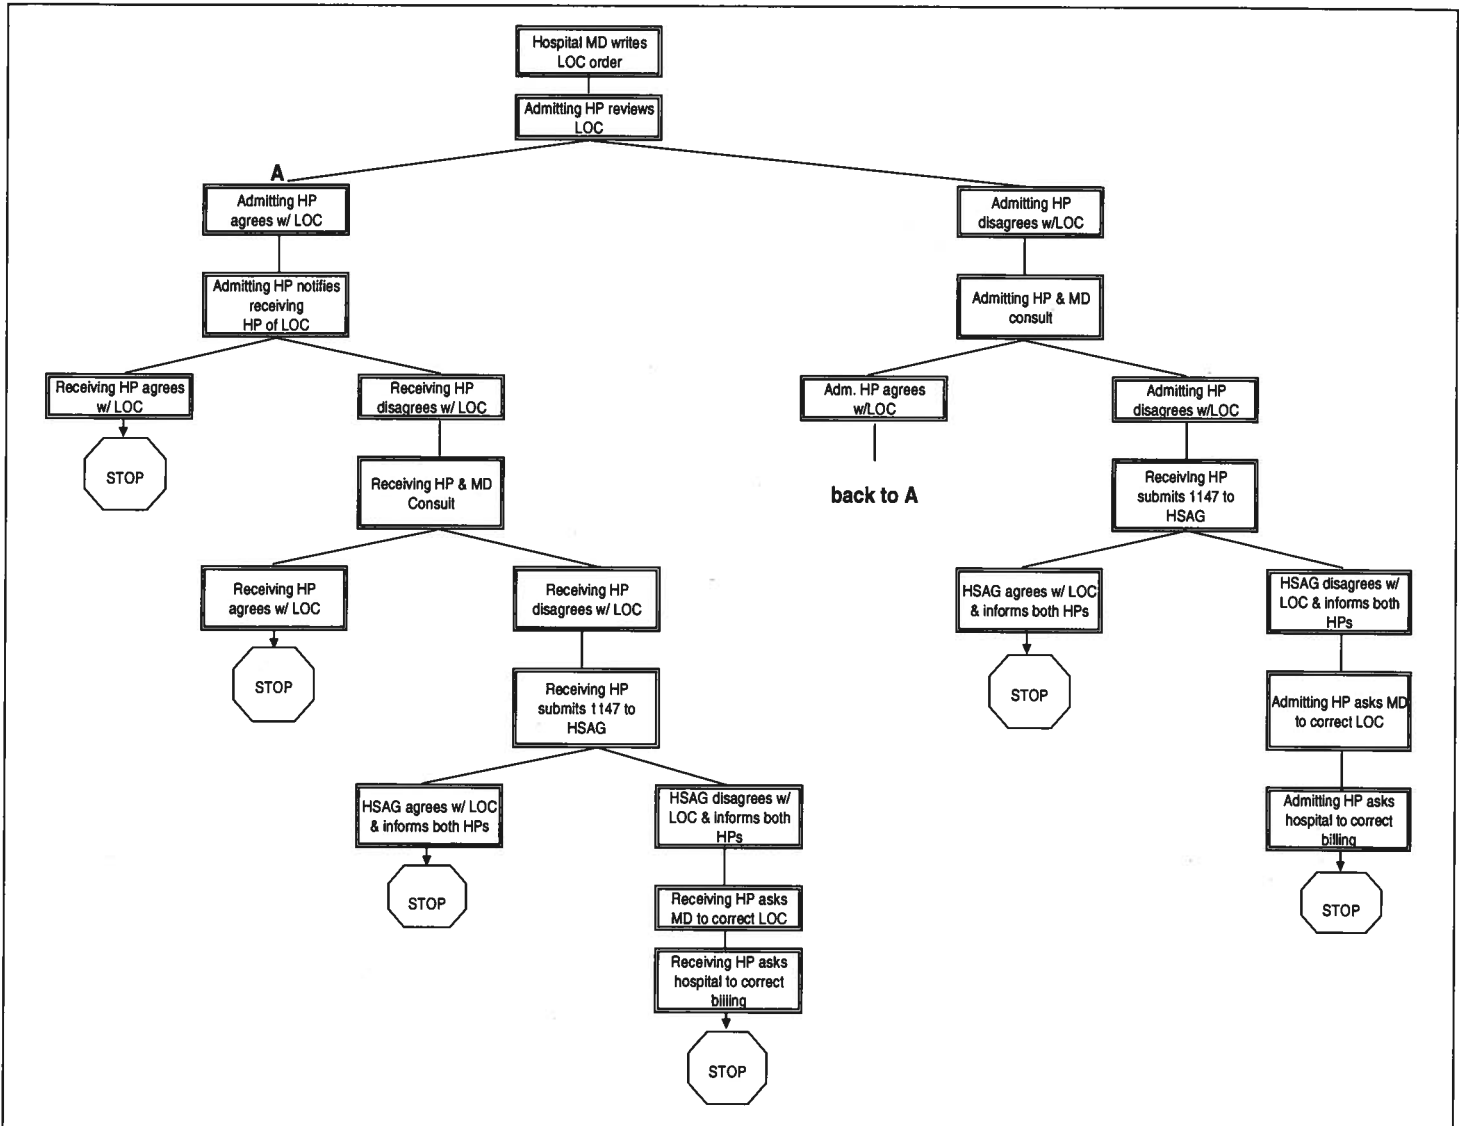 Hospital MD writes
LOC order
Admitting HP reviews
LOC
A
Admitting HP
agrees w/ LOC
Admitting HP
disagrees w/LOC
Admitting HP notifies
receiving
HP of LOC
Admitting HP & MD
consult
Receiving HP agrees
w/ LOC
Receiving HP
disagrees w/ LOC
Adm. HP agrees
w/LOC
Admitting HP
disagrees w/LOC
STOP
Receiving HP & MD
Consult
back to A
Receiving HP
submits 1147 to
HSAG
Receiving HP
agrees w/ LOC
Receiving HP
disagrees w/ LOC
HSAG agrees w/ LOC
& informs both HPs
HSAG disagrees w/
LOC & informs both
HPs
STOP
Receiving HP
submits 1147 to
HSAG
STOP
Admitting HP asks MD
to correct LOC
HSAG agrees w/ LOC
& informs both HPs
HSAG disagrees w/
LOC & informs both
HPs
Admitting HP asks
hospital to correct
billing
STOP
Receiving HP asks
MD to correct LOC
STOP
Receiving HP asks
hospital to correct
billing
STOP